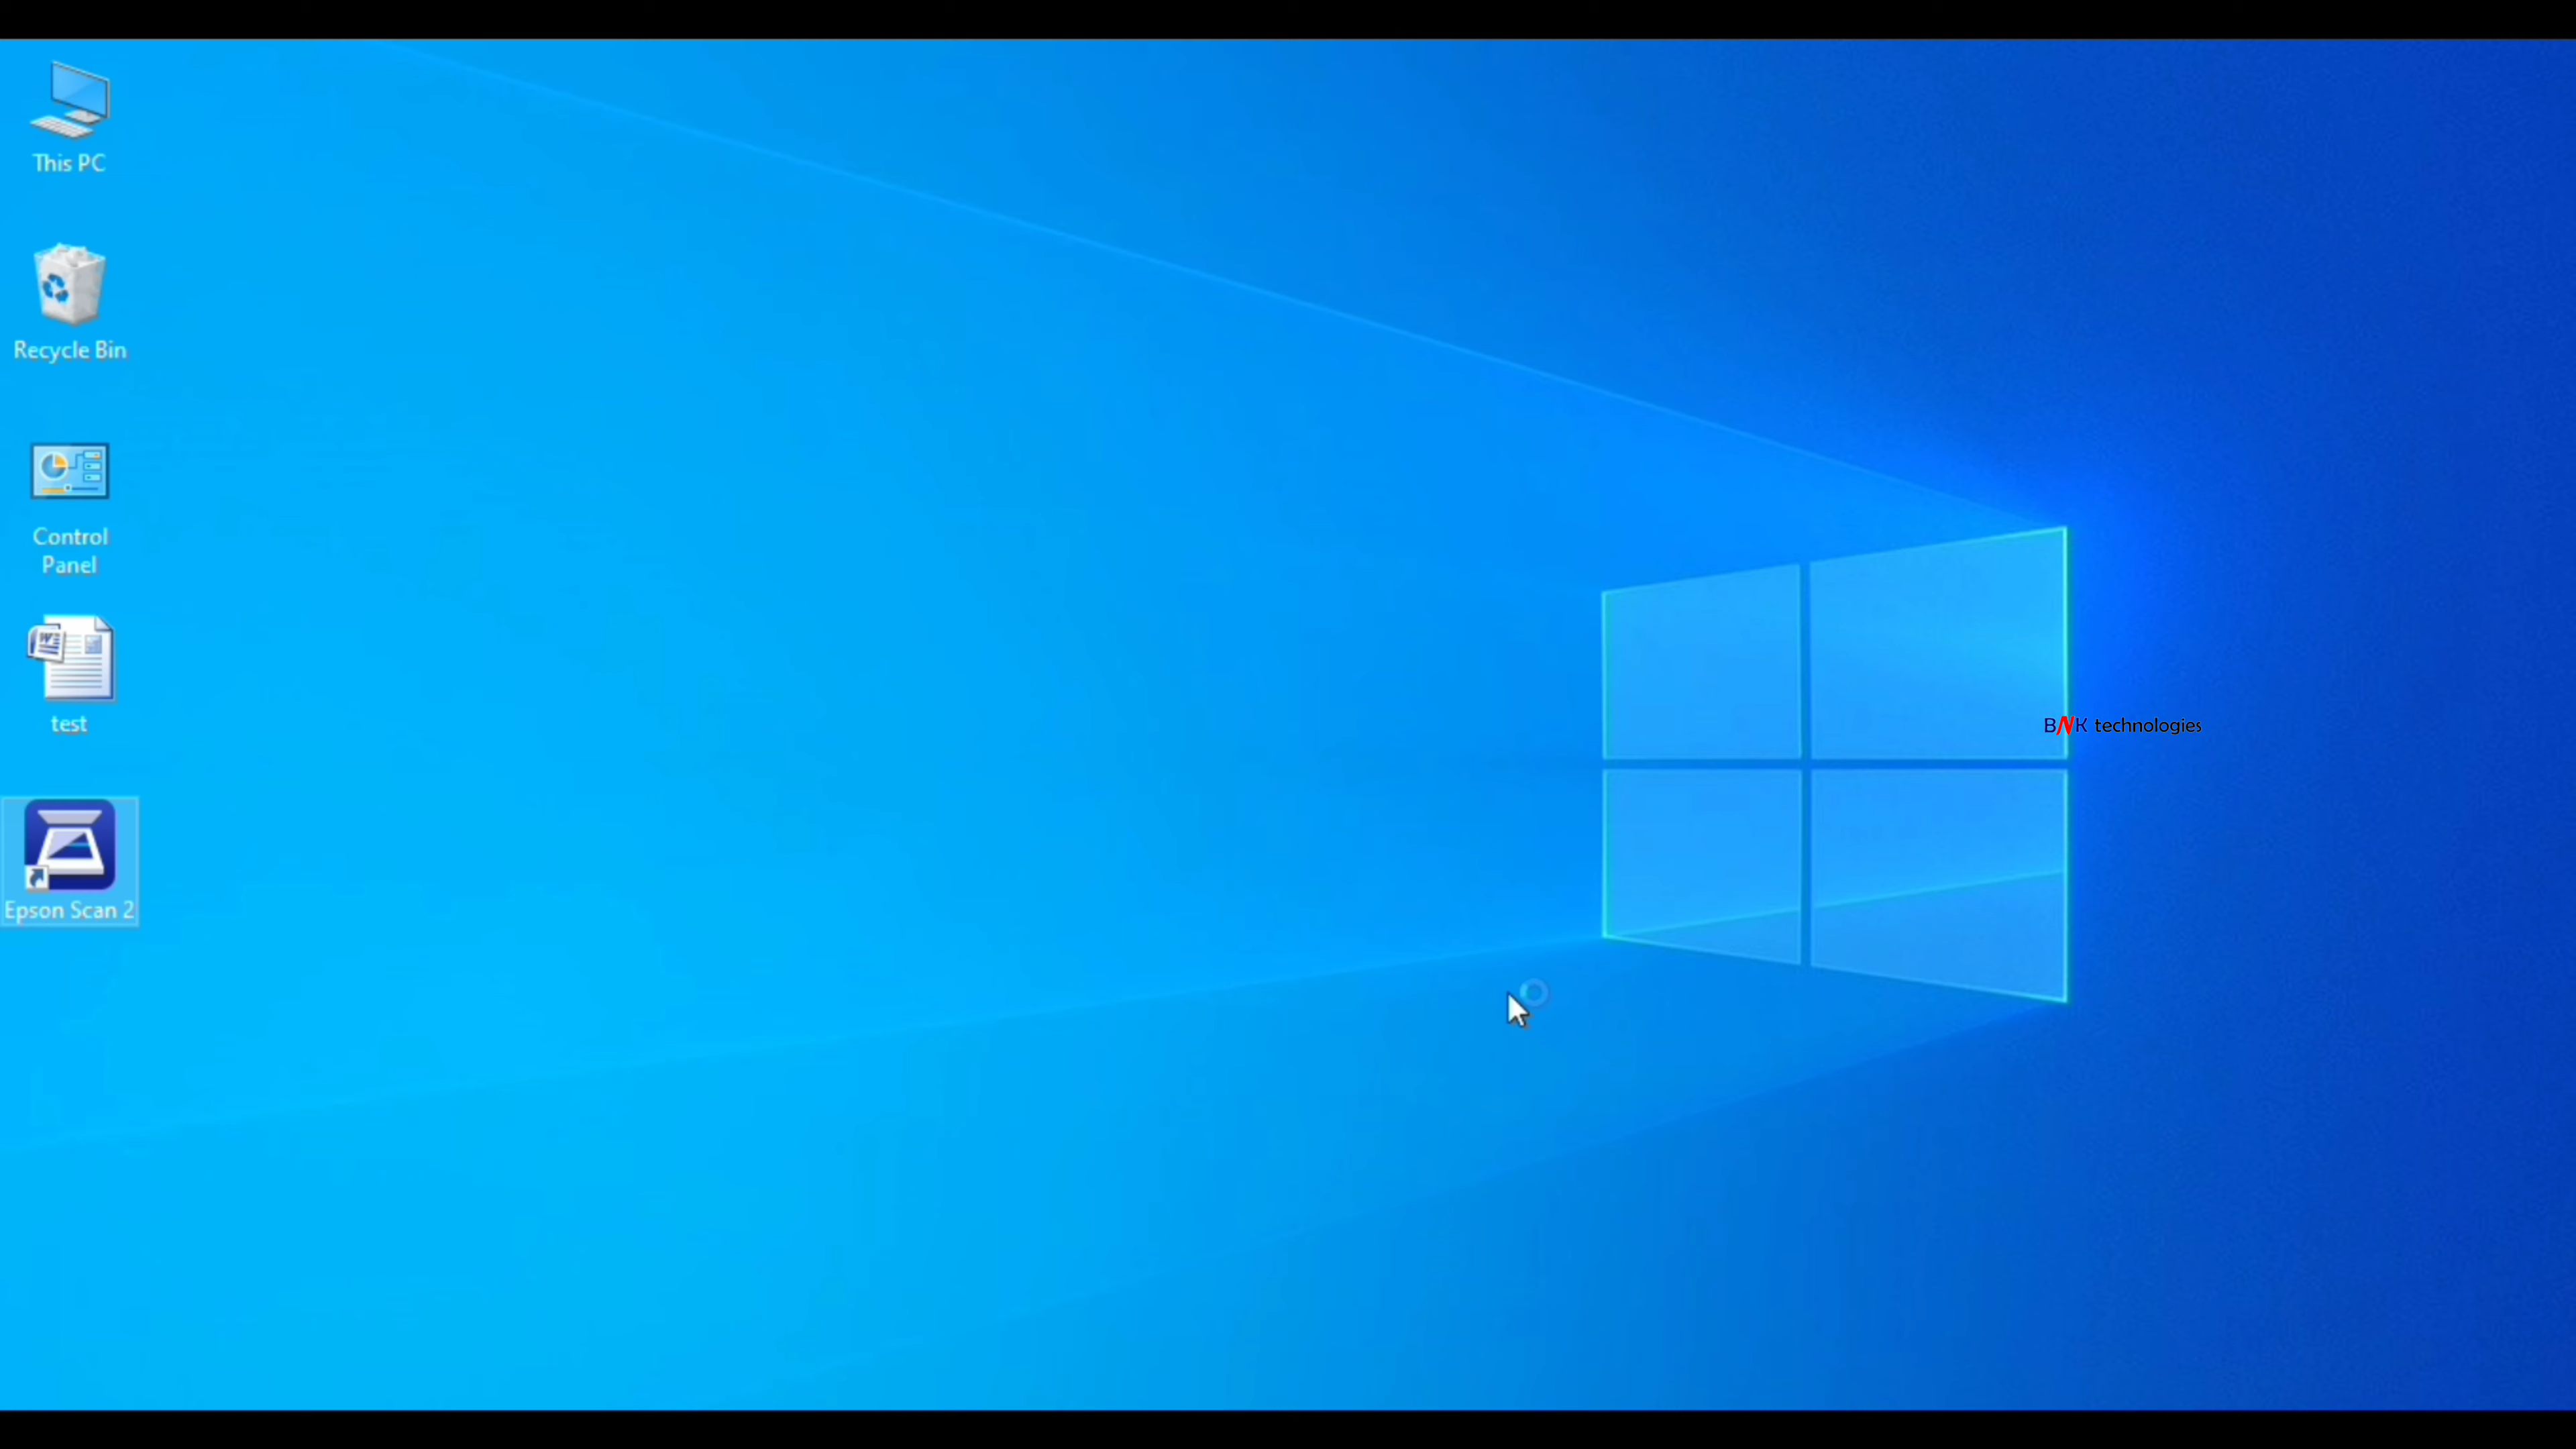 This PC
Recycle Bin
Control
Panel
test
Epson Scan 2
BNK technologies